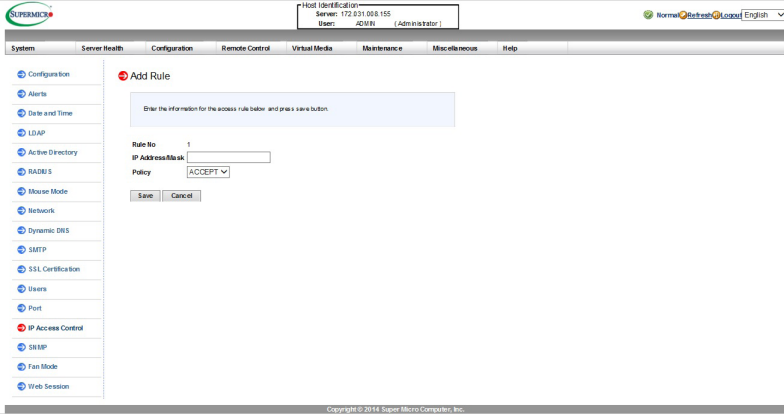 SUPERMICRO
Host Identification
Server: 172.031.008.155
User: ADMIN ( Administrator )
Normal Refresh Logout English
System Server Health Configuration Remote Control Virtual Media Maintenance Miscellaneous Help
Configuration
Alerts
Date and Time
LDAP
Active Directory
RADIUS
Mouse Mode
Network
Dynamic DNS
SMTP
SSL Certification
Users
Port
IP Access Control
SNMP
Fan Mode
Web Session
Add Rule
Enter the information for the access rule below and press save button.
Rule No 1
IP Address/Mask
Policy ACCEPT
Save Cancel
Copyright © 2014 Super Micro Computer, Inc.